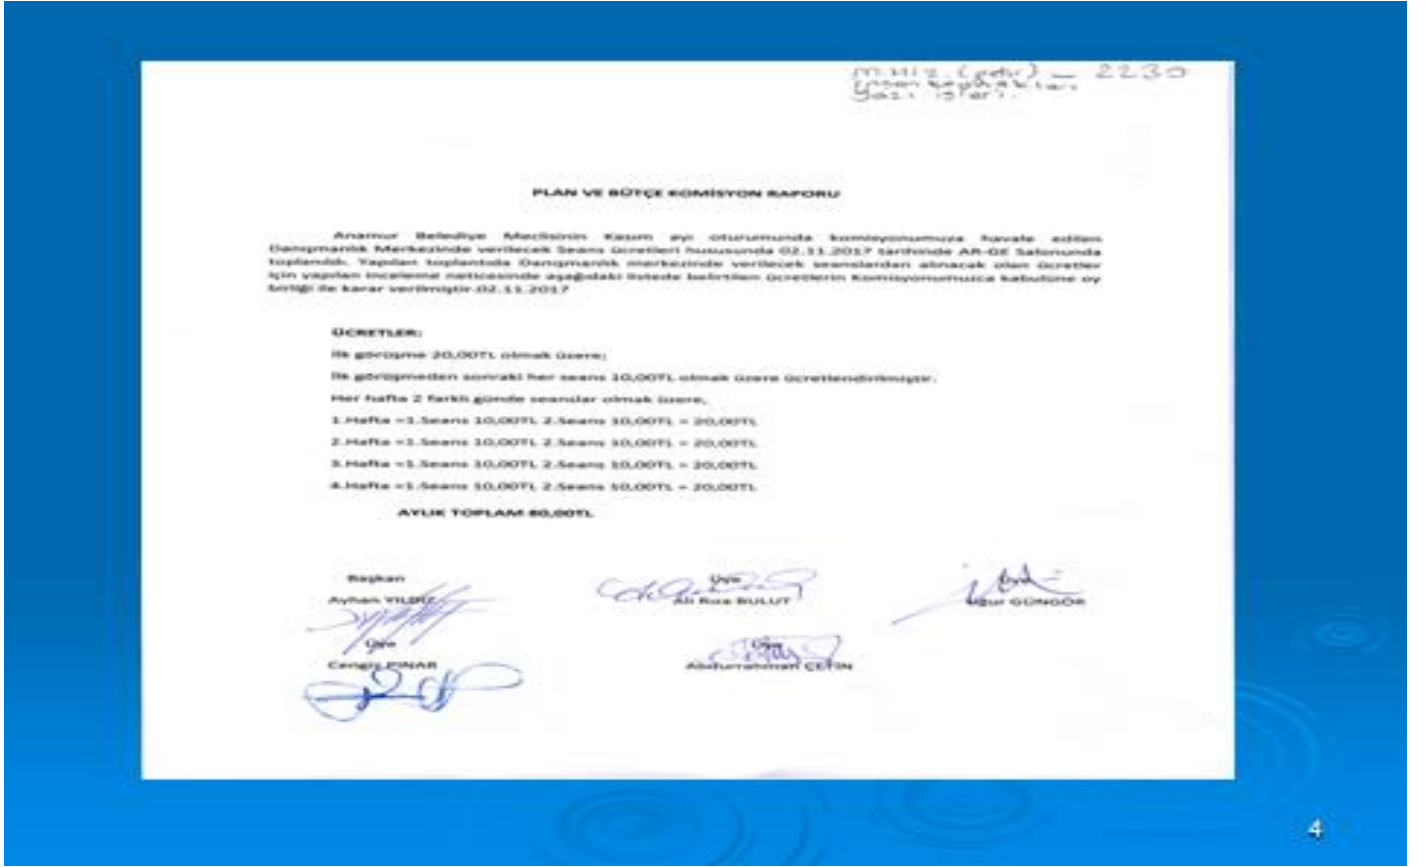 2230
Yazı işleri.
PLAN VE BÜTÇE KOMİSYON RAPORU
Anamur Belediye Meclisinin Kasım ayı oturumunda komisyonumuza havale edilen
Danışmanlık Merkezinde verilecek Seans ücretleri hususunda 02.11.2017 tarihinde AR-GE Salonunda
toplanıldı. Yapılan toplantıda Danışmanlık merkezinde verilecek seanslardan alınacak olan ücretler
için yapılan inceleme neticesinde aşağıdaki listede belirtilen ücretlerin Komisyonumuzca kabulüne oy
birliği ile karar verilmiştir.02.11.2017
ÜCRETLER;
İlk görüşme 20,00TL olmak üzere;
İlk görüşmeden sonraki her seans 10,00TL olmak üzere ücretlendirilmiştir.
Her hafta 2 farklı günde seanslar olmak üzere,
1.Hafta =1.Seans 10,00TL 2.Seans 10,00TL = 20,00TL
2.Hafta =1.Seans 10,00TL 2.Seans 10,00TL = 20,00TL
3.Hafta =1.Seans 10,00TL 2.Seans 10,00TL = 20,00TL
4.Hafta =1.Seans 10,00TL 2.Seans 10,00TL = 20,00TL
AYLIK TOPLAM 80,00TL
Başkan Üye Üye
Ayhan YILDIZ Ali Rıza BULUT Uğur GÜNGÖR
Üye Üye
Cengiz PINAR Abdurrahman ÇETİN
4